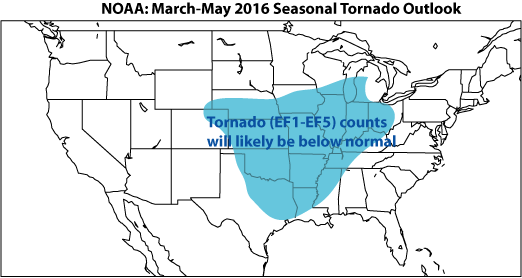 NOAA: March-May 2016 Seasonal Tornado Outlook
Tornado (EF1-EF5) counts
will likely be below normal